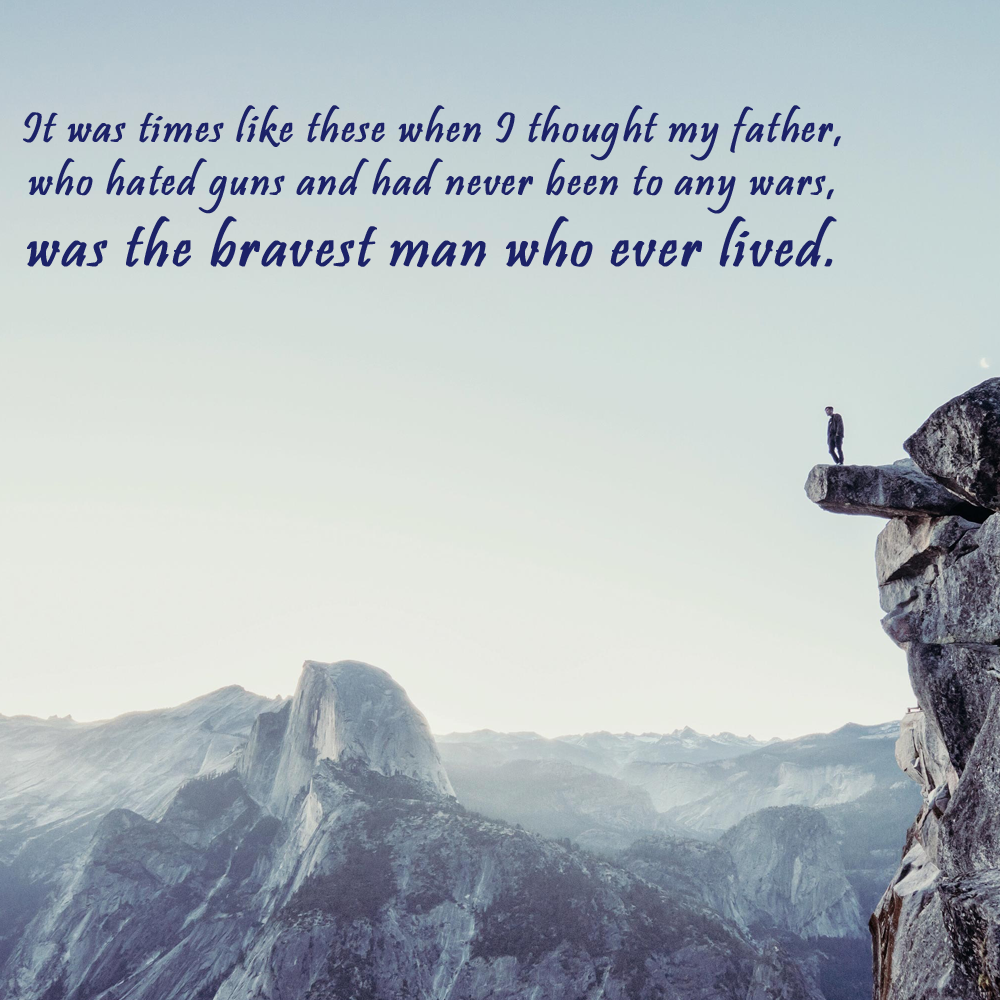 It was times like these when I thought my father,
who hated guns and had never been to any wars,
was the bravest man who ever lived.